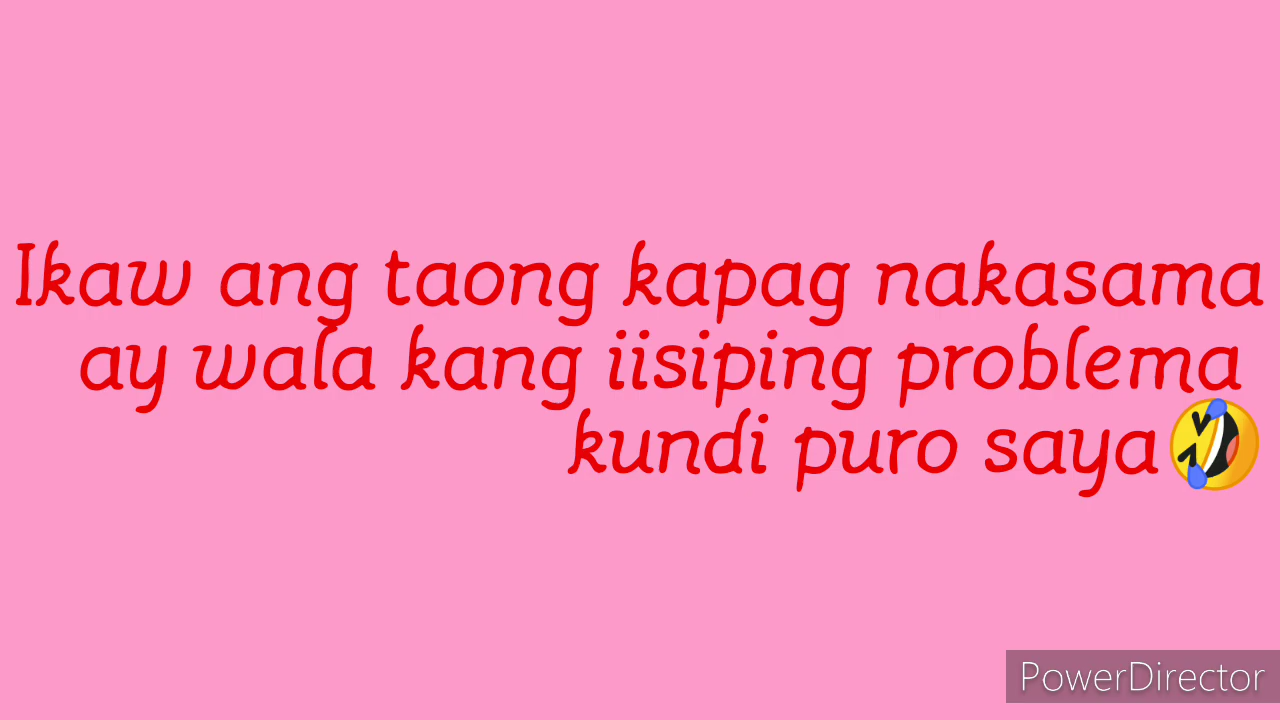 Ikaw ang taong kapag nakasama
ay wala kang iisiping problema
kundi puro saya🤣
PowerDirector